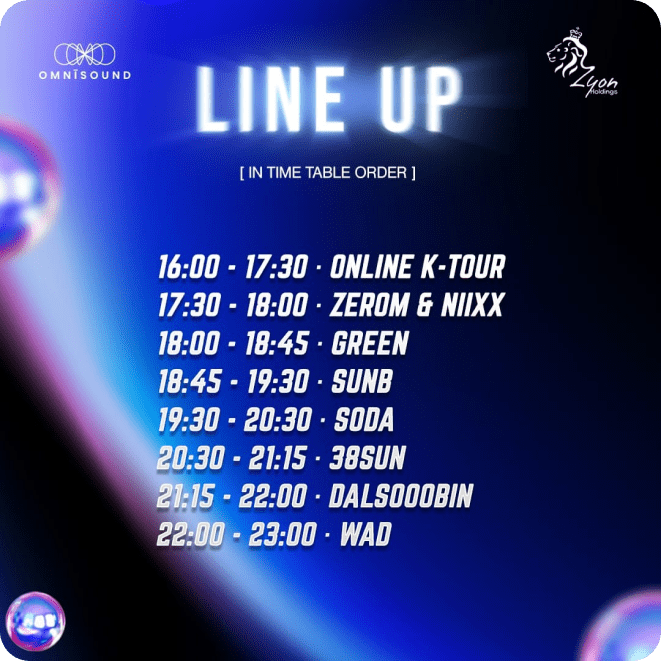 OMNĪSOUND
Lyon
Holdings
LINE UP
[ IN TIME TABLE ORDER ]
16:00 - 17:30 · ONLINE K-TOUR
17:30 - 18:00 · ZEROM & NIIXX
18:00 - 18:45 · GREEN
18:45 - 19:30 · SUNB
19:30 - 20:30 · SODA
20:30 - 21:15 · 38SUN
21:15 - 22:00 · DALSOOOBIN
22:00 - 23:00 · WAD